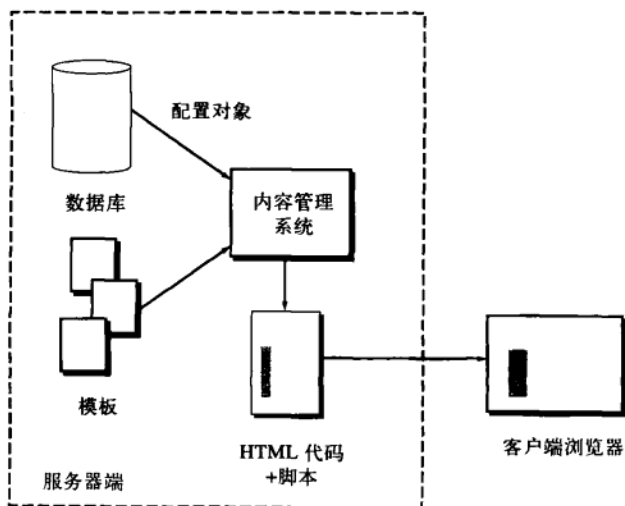 配置对象
数据库
内容管理
系统
模板
HTML 代码
+脚本
客户端浏览器
服务器端